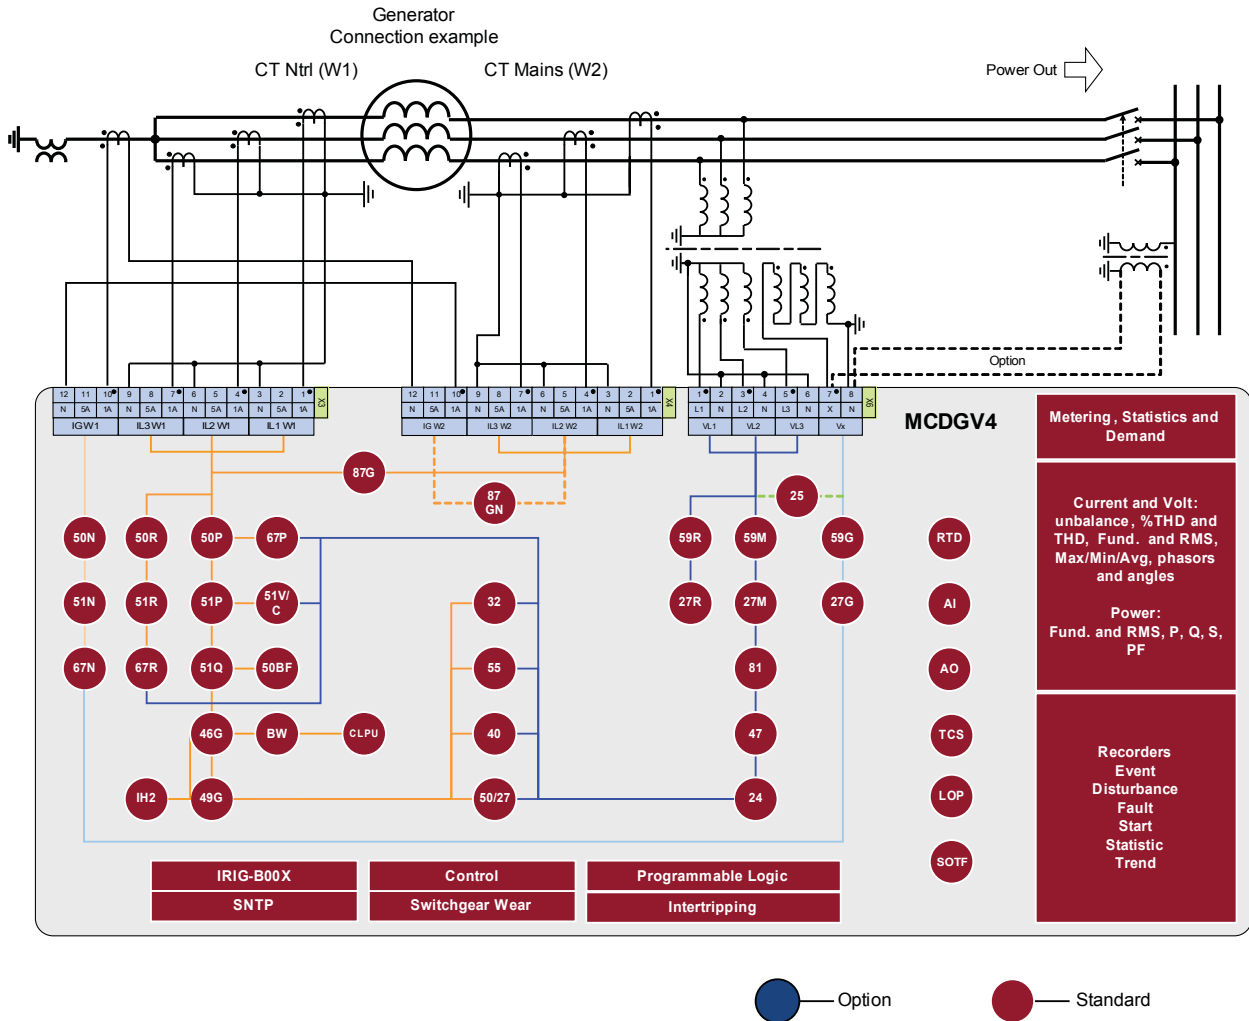 Generator
Connection example
CT Ntrl (W1)
CT Mains (W2)
Power Out
Option
12 11 10 9 8 7 6 5 4 3 2 1
N 5A 1A N 5A 1A N 5A 1A N 5A 1A
IG W1 IL3 W1 IL2 W1 IL1 W1
X3
12 11 10 9 8 7 6 5 4 3 2 1
N 5A 1A N 5A 1A N 5A 1A N 5A 1A
IG W2 IL3 W2 IL2 W2 IL1 W2
X4
1 2 3 4 5 6 7 8
L1 N L2 N L3 N X N
VL1 VL2 VL3 Vx
X6
MCDGV4
Metering, Statistics and
Demand
87G
87
GN
25
50N 50R 50P 67P 59R 59M 59G RTD
51N 51R 51P 51V/
C
32 27R 27M 27G AI
67N 67R 51Q 50BF 55 81 AO
46G BW CLPU 40 47 TCS
IH2 49G 50/27 24 LOP
SOTF
Current and Volt:
unbalance, %THD and
THD, Fund. and RMS,
Max/Min/Avg, phasors
and angles
Power:
Fund. and RMS, P, Q, S,
PF
Recorders
Event
Disturbance
Fault
Start
Statistic
Trend
IRIG-B00X Control Programmable Logic
SNTP Switchgear Wear Intertripping
Option Standard